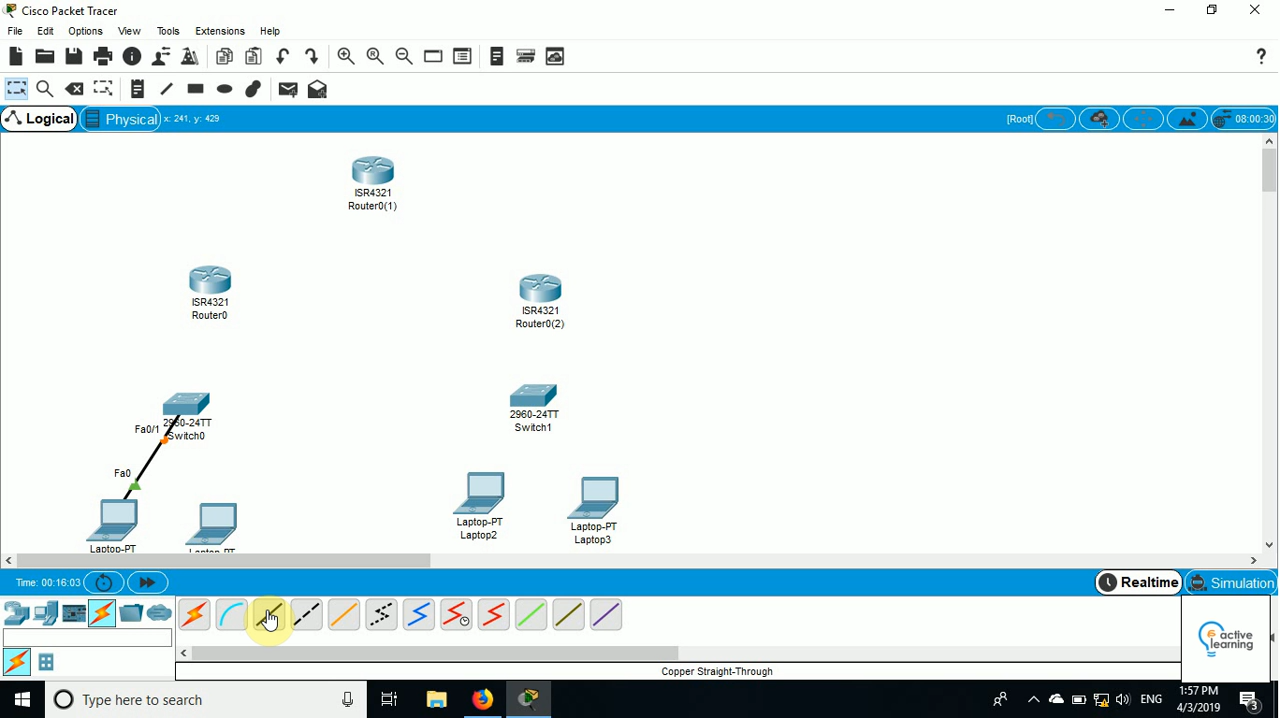 Cisco Packet Tracer
File Edit Options View Tools Extensions Help
?
Logical Physical x: 241, y: 429 [Root] 08:00:30
ISR4321
Router0(1)
ISR4321
Router0
ISR4321
Router0(2)
2960-24TT
Switch0
Fa0/1
2960-24TT
Switch1
Fa0
Laptop-PT
Laptop2
Laptop-PT
Laptop3
Laptop-PT
Laptop-PT
Time: 00:16:03 Realtime Simulation
active
learning
Copper Straight-Through
Type here to search
ENG
1:57 PM
4/3/2019
3